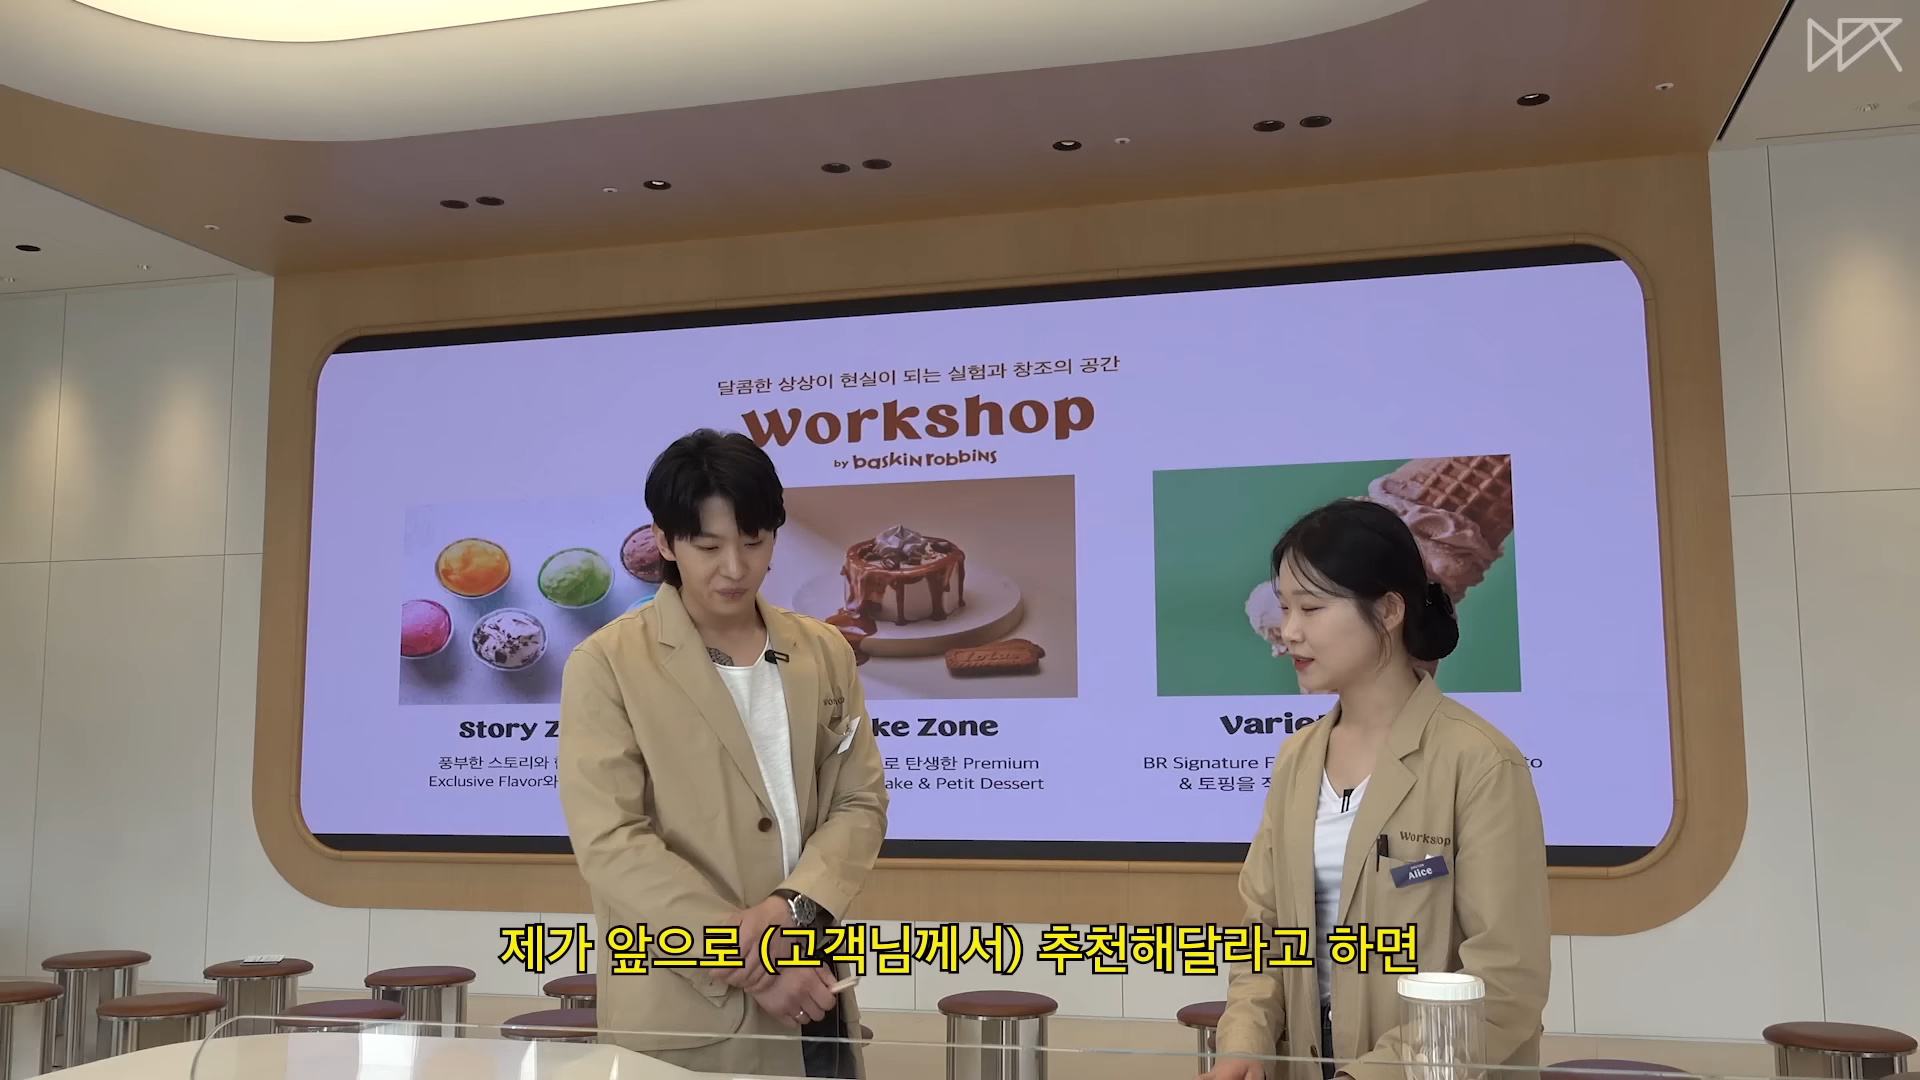 달콤한 상상이 현실이 되는 실험과 창조의 공간
Workshop
by baskin robbins
Story Z
풍부한 스토리와
Exclusive Flavor와
ke Zone
로 탄생한 Premium
ake & Petit Dessert
Varie
BR Signature F
to
& 토핑을
Workshop
Alice
제가 앞으로 (고객님께서) 추천해달라고 하면